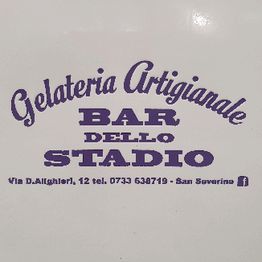 Gelateria Artigianale
BAR
DELLO
STADIO
Via D.Alighieri, 12 tel. 0733 638719 - San Severino f